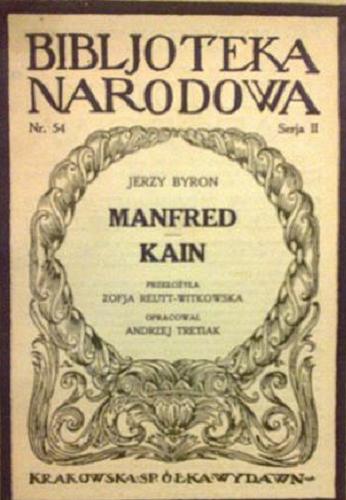 BIBLJOTEKA
NARODOWA
Nr. 54 Serja II
JERZY BYRON
MANFRED
KAIN
PRZEŁOŻYŁA
ZOFJA REUTT-WITKOWSKA
OPRACOWAŁ
ANDRZEJ TRETIAK
KRAKOWSKA SPÓŁKA WYDAWN